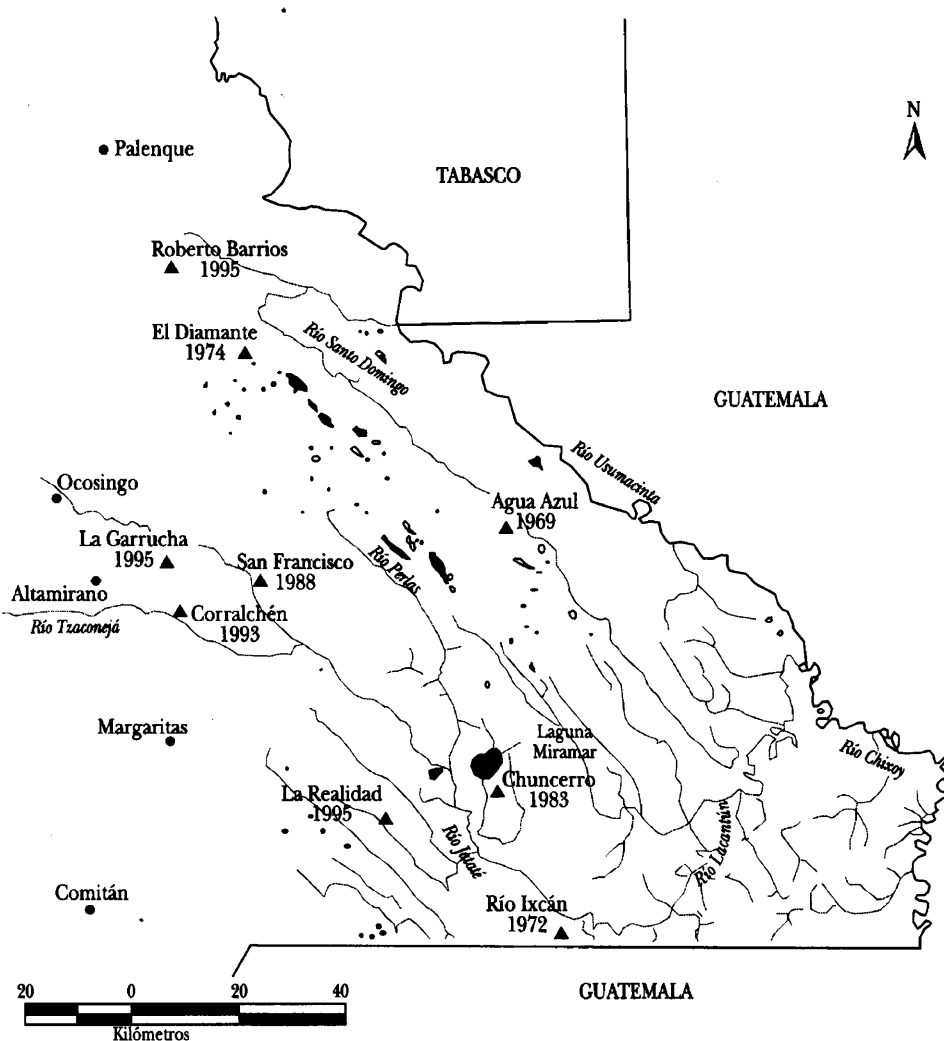 N
Palenque
TABASCO
Roberto Barrios
1995
El Diamante
1974
Río Santo Domingo
GUATEMALA
Río Usumacinta
Ocosingo
Agua Azul
1969
La Garrucha
1995
San Francisco
1988
Río Perlas
Altamirano
Corralchén
1993
Río Tzaconejá
Margaritas
Laguna
Miramar
Río Chixoy
Chuncerro
1983
La Realidad
1995
Río Jataté
Río Lacantún
Comitán
Río Ixcán
1972
GUATEMALA
20 0 20 40
Kilómetros